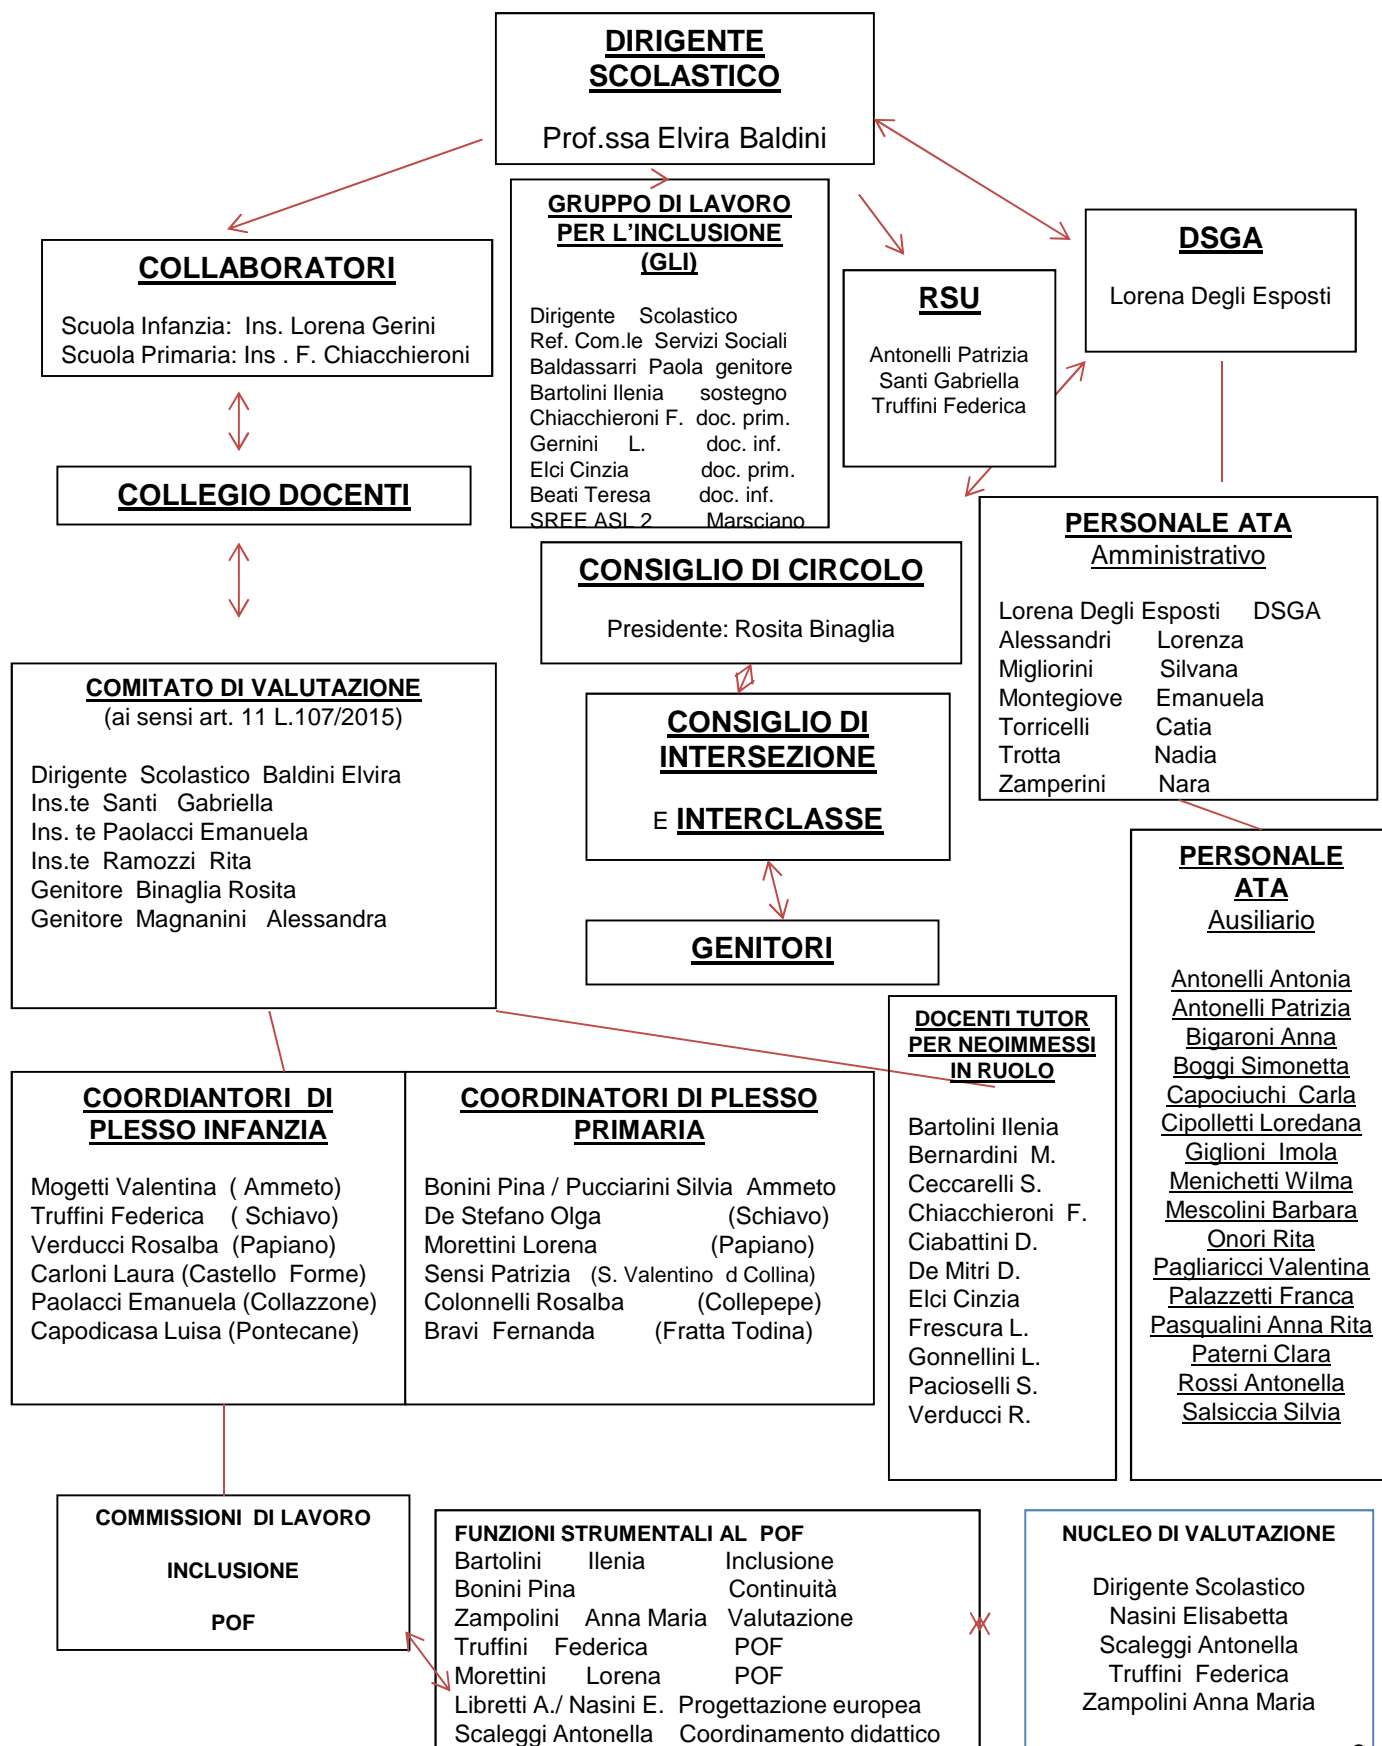 DIRIGENTE
SCOLASTICO
Prof.ssa Elvira Baldini
GRUPPO DI LAVORO
PER L'INCLUSIONE
(GLI)
Dirigente Scolastico
Ref. Com.le Servizi Sociali
Baldassarri Paola genitore
Bartolini Ilenia sostegno
Chiacchieroni F. doc. prim.
Gernini L. doc. inf.
Elci Cinzia doc. prim.
Beati Teresa doc. inf.
SREE ASL 2 Marsciano
COLLABORATORI
Scuola Infanzia: Ins. Lorena Gerini
Scuola Primaria: Ins . F. Chiacchieroni
RSU
Antonelli Patrizia
Santi Gabriella
Truffini Federica
DSGA
Lorena Degli Esposti
COLLEGIO DOCENTI
CONSIGLIO DI CIRCOLO
Presidente: Rosita Binaglia
PERSONALE ATA
Amministrativo
Lorena Degli Esposti DSGA
Alessandri Lorenza
Migliorini Silvana
Montegiove Emanuela
Torricelli Catia
Trotta Nadia
Zamperini Nara
COMITATO DI VALUTAZIONE
(ai sensi art. 11 L.107/2015)
Dirigente Scolastico Baldini Elvira
Ins.te Santi Gabriella
Ins. te Paolacci Emanuela
Ins.te Ramozzi Rita
Genitore Binaglia Rosita
Genitore Magnanini Alessandra
CONSIGLIO DI
INTERSEZIONE
E INTERCLASSE
GENITORI
PERSONALE
ATA
Ausiliario
Antonelli Antonia
Antonelli Patrizia
Bigaroni Anna
Boggi Simonetta
Capociuchi Carla
Cipolletti Loredana
Giglioni Imola
Menichetti Wilma
Mescolini Barbara
Onori Rita
Pagliaricci Valentina
Palazzetti Franca
Pasqualini Anna Rita
Paterni Clara
Rossi Antonella
Salsiccia Silvia
DOCENTI TUTOR
PER NEOIMMESSI
IN RUOLO
Bartolini Ilenia
Bernardini M.
Ceccarelli S.
Chiacchieroni F.
Ciabattini D.
De Mitri D.
Elci Cinzia
Frescura L.
Gonnellini L.
Pacioselli S.
Verducci R.
COORDIANTORI DI
PLESSO INFANZIA
Mogetti Valentina ( Ammeto)
Truffini Federica ( Schiavo)
Verducci Rosalba (Papiano)
Carloni Laura (Castello Forme)
Paolacci Emanuela (Collazzone)
Capodicasa Luisa (Pontecane)
COORDINATORI DI PLESSO
PRIMARIA
Bonini Pina / Pucciarini Silvia Ammeto
De Stefano Olga (Schiavo)
Morettini Lorena (Papiano)
Sensi Patrizia (S. Valentino d Collina)
Colonnelli Rosalba (Collepepe)
Bravi Fernanda (Fratta Todina)
COMMISSIONI DI LAVORO
INCLUSIONE
POF
FUNZIONI STRUMENTALI AL POF
Bartolini Ilenia Inclusione
Bonini Pina Continuità
Zampolini Anna Maria Valutazione
Truffini Federica POF
Morettini Lorena POF
Libretti A./ Nasini E. Progettazione europea
Scaleggi Antonella Coordinamento didattico
NUCLEO DI VALUTAZIONE
Dirigente Scolastico
Nasini Elisabetta
Scaleggi Antonella
Truffini Federica
Zampolini Anna Maria